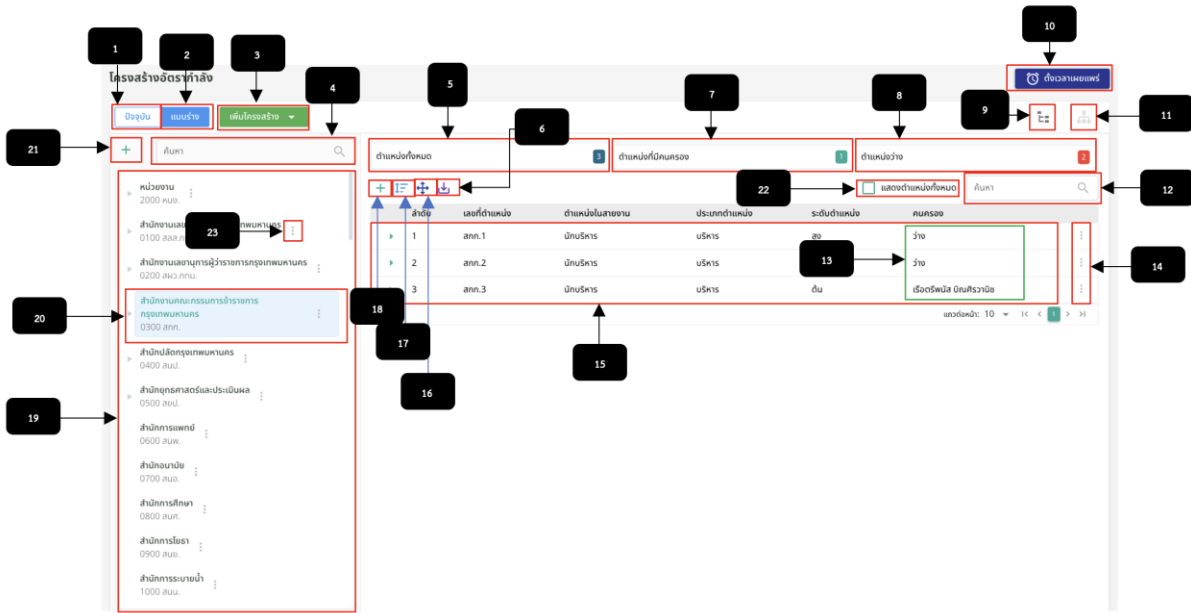 10
1
2
3
4
5
7
8
9
11
6
โครงสร้างอัตรากำลัง
ตั้งเวลาเผยแพร่
ปัจจุบัน
แบบร่าง
เพิ่มโครงสร้าง
21
ค้นหา
ตำแหน่งทั้งหมด 3
ตำแหน่งที่มีคนครอง 1
ตำแหน่งว่าง 2
22
แสดงตำแหน่งทั้งหมด
ค้นหา
12
หน่วยงาน
2000 หนง.
ลำดับ เลขที่ตำแหน่ง ตำแหน่งในสายงาน ประเภทตำแหน่ง ระดับตำแหน่ง คนครอง
23
1 สกก.1 นักบริหาร บริหาร สูง ว่าง
2 สกก.2 นักบริหาร บริหาร ว่าง
3 สกก.3 นักบริหาร บริหาร ต้น เรือตรีพนัส บิณศิรวานิช
13
14
แถวต่อหน้า: 10
1
สำนักงานเลขานุการผู้ว่าราชการกรุงเทพมหานคร
0200 สผว.กทม.
20
สำนักงานคณะกรรมการข้าราชการ
กรุงเทพมหานคร
0300 สกก.
18
17
16
15
สำนักปลัดกรุงเทพมหานคร
0400 สนป.
19
สำนักยุทธศาสตร์และประเมินผล
0500 สยป.
สำนักการแพทย์
0600 สนพ.
สำนักอนามัย
0700 สนอ.
สำนักการศึกษา
0800 สนศ.
สำนักการโยธา
0900 สนย.
สำนักการระบายน้ำ
1000 สนน.